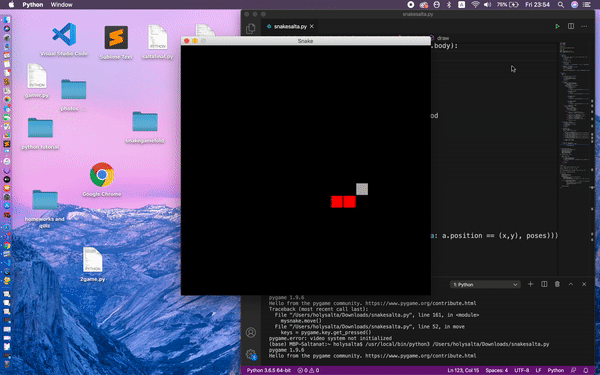 Python Window
76% Fri 23:54
snakesalta.py
snakesalta.py
Snake
draw
.body):
Visual Studio Code
Sublime Text
saltafinal.py
gamer.py
photos
od
python tutorial
snakegamefold
Google Chrome
homeworks and
a: a.position == (x,y), poses)))
2game.py
1: Python
pygame 1.9.6
Hello from the pygame community. https://www.pygame.org/contribute.html
Traceback (most recent call last):
File "/Users/holysalta/Downloads/snakesalta.py", line 161, in <module>
mysnake.move()
File "/Users/holysalta/Downloads/snakesalta.py", line 52, in move
keys = pygame.key.get_pressed()
pygame.error: video system not initialized
(base) MBP-Saltanat:~ holysalta$ /usr/local/bin/python3 /Users/holysalta/Downloads/snakesalta.py
pygame 1.9.6
Hello from the pygame community. https://www.pygame.org/contribute.html
Python 3.6.5 64-bit 0 0 Ln 123, Col 15 Spaces: 4 UTF-8 LF Python